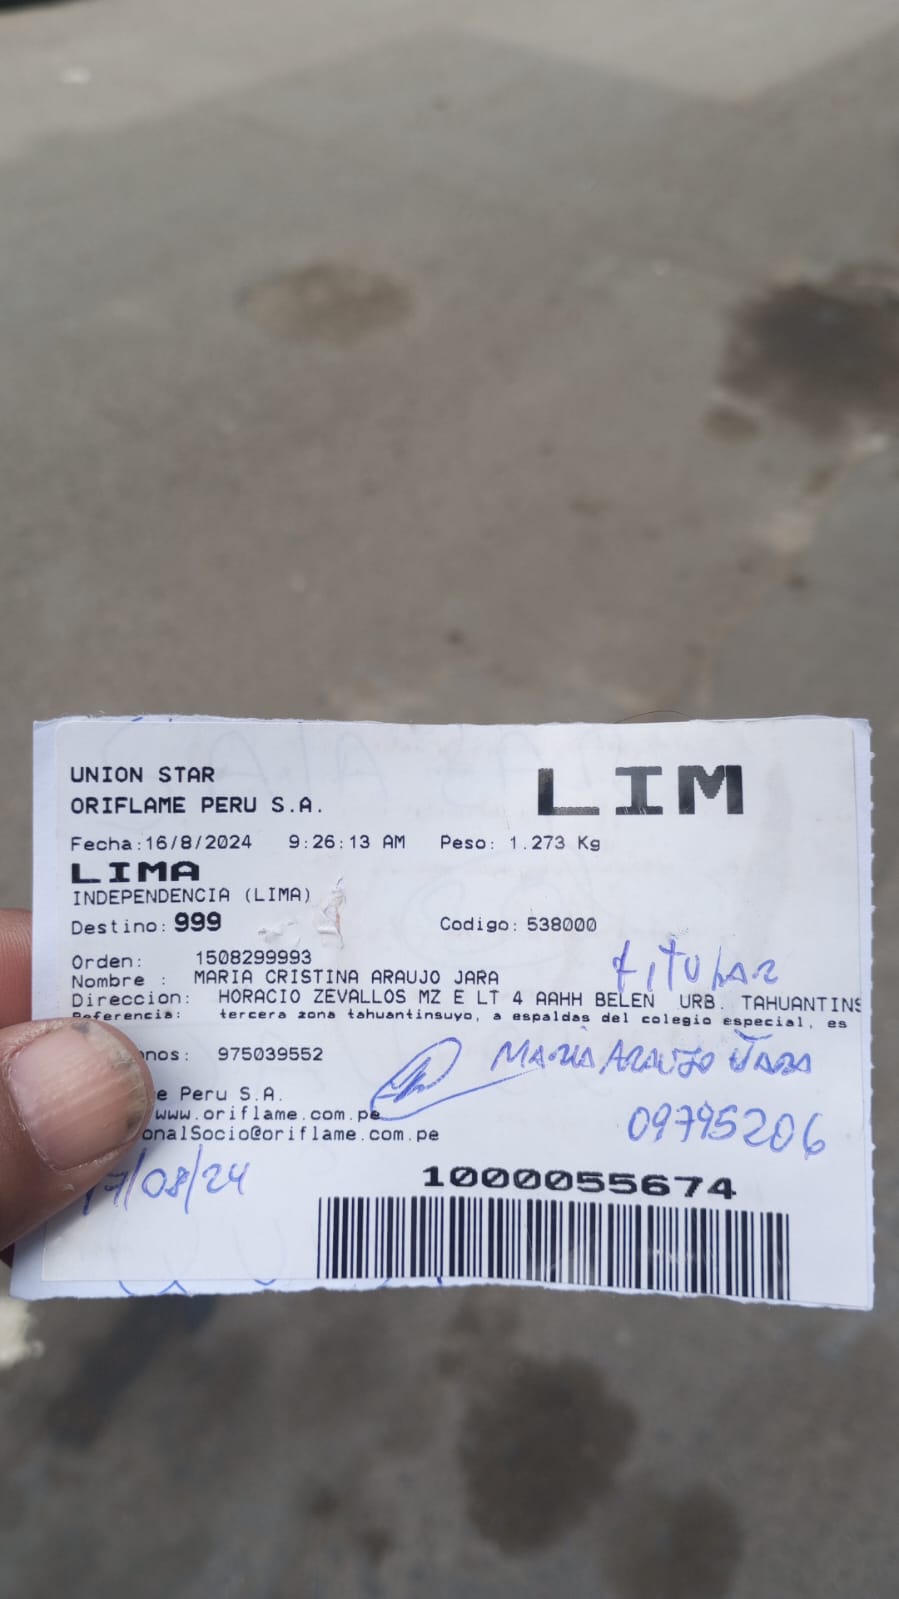 UNION STAR
LIM
ORIFLAME PERU S.A.
Fecha:16/8/2024 9:26:13 AM Peso: 1.273 Kg
LIMA
INDEPENDENCIA (LIMA)
Destino: 999 Codigo: 538000
Orden: 1508299993
titular
Nombre : MARIA CRISTINA ARAUJO JARA
Direccion: HORACIO ZEVALLOS MZ E LT 4 AAHH BELEN URB. TAHUANTINS
Referencia: tercera zona tahuantinsuyo, a espaldas del colegio especial, es
onos: 975039552
MARIA ARAUJO JARA
e Peru S.A.
www.oriflame.com.pe
09795206
onalSocio@oriflame.com.pe
17/08/24
1000055674